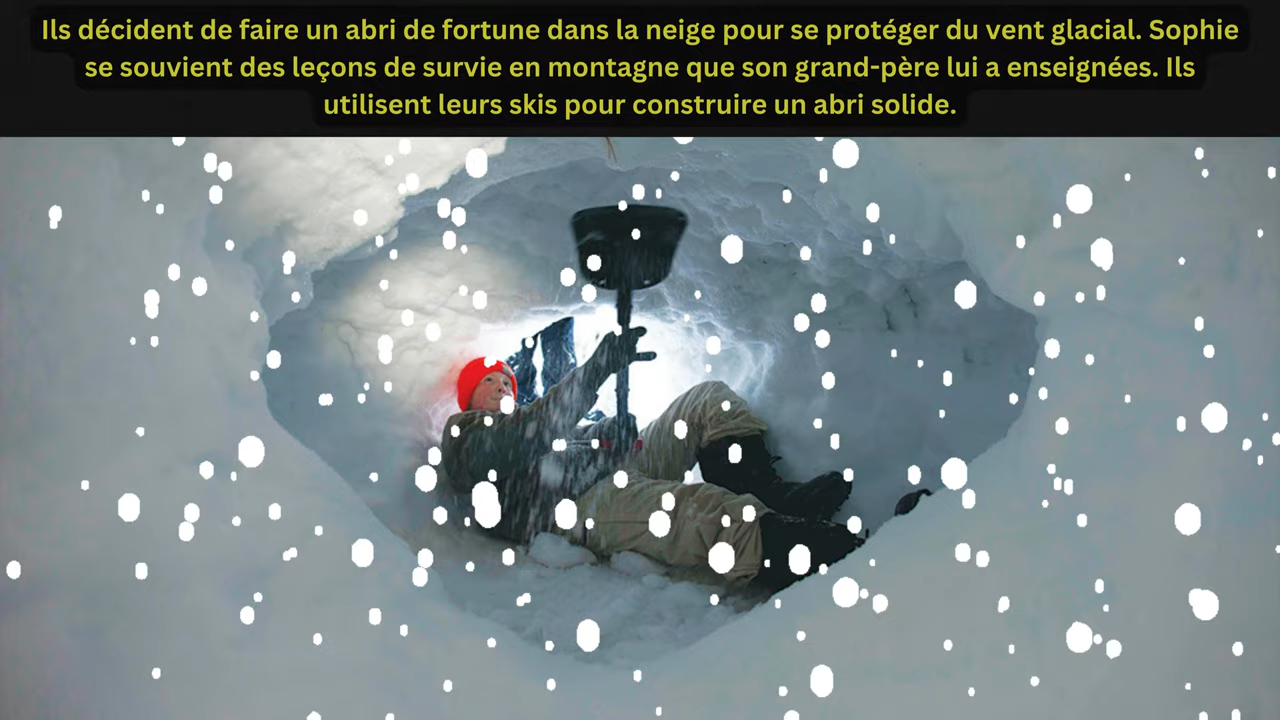 Ils décident de faire un abri de fortune dans la neige pour se protéger du vent glacial. Sophie
se souvient des leçons de survie en montagne que son grand-père lui a enseignées. Ils
utilisent leurs skis pour construire un abri solide.